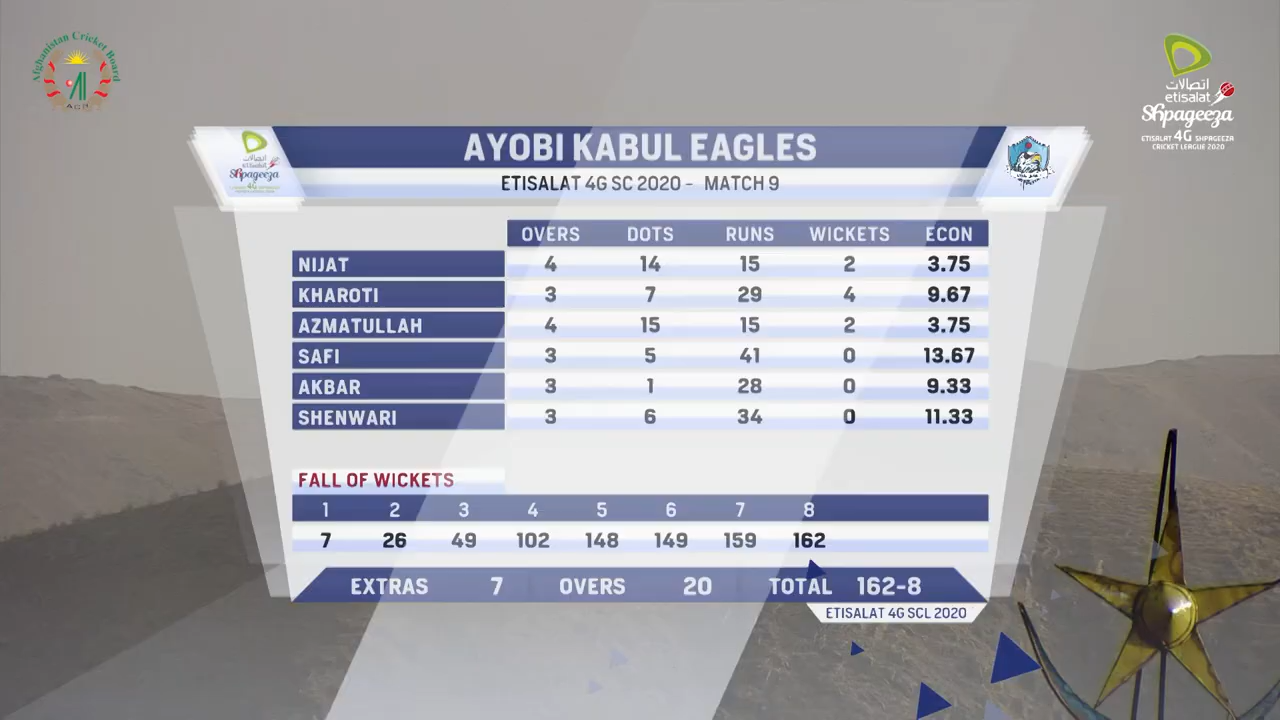 Afghanistan Cricket Board
ACB
اتصالات
etisalat
Shpageeza
ETISALAT 4G SHPAGEEZA
CRICKET LEAGUE 2020
اتصالات
etisalat
Shpageeza
4G
AYOBI KABUL EAGLES
ETISALAT 4G SC 2020 - MATCH 9
OVERS DOTS RUNS WICKETS ECON
NIJAT 4 14 15 2 3.75
KHAROTI 3 7 29 4 9.67
AZMATULLAH 4 15 15 2 3.75
SAFI 3 5 41 0 13.67
AKBAR 3 1 28 0 9.33
SHENWARI 3 6 34 0 11.33
FALL OF WICKETS
1 2 3 4 5 6 7 8
7 26 49 102 148 149 159 162
EXTRAS 7 OVERS 20 TOTAL 162-8
ETISALAT 4G SCL 2020